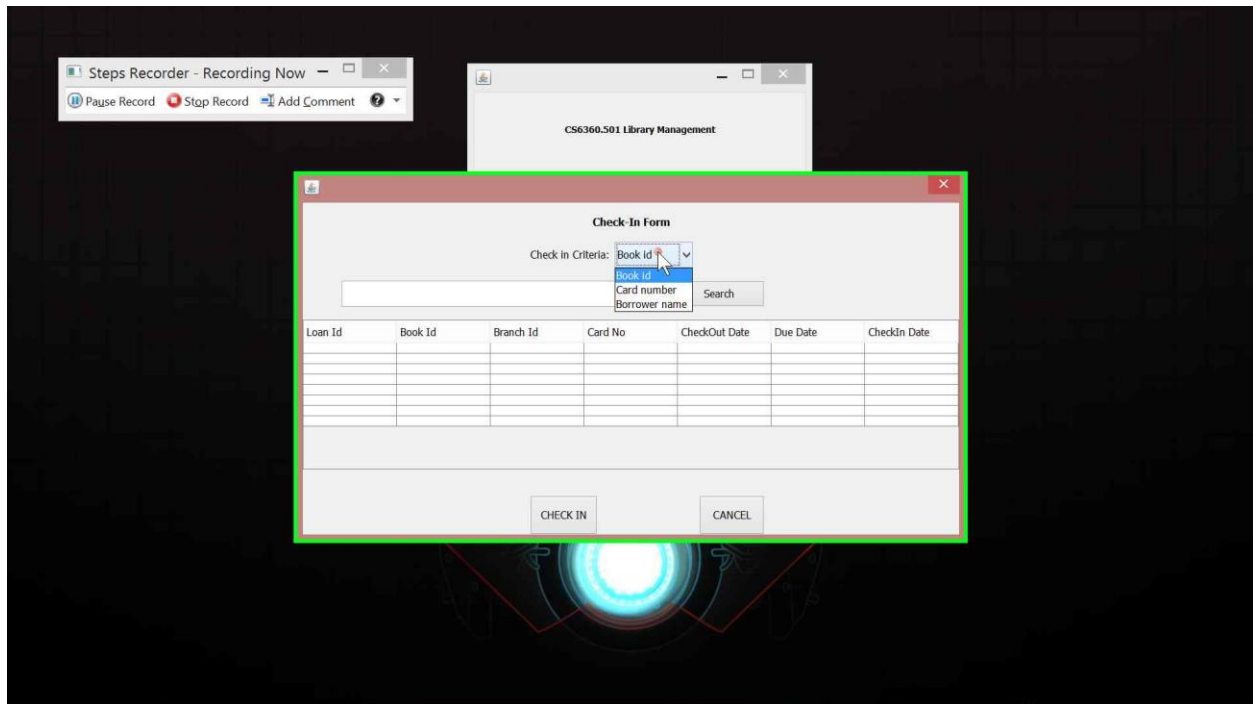 Steps Recorder - Recording Now
Pause Record Stop Record Add Comment
CS6360.501 Library Management
Check-In Form
Check in Criteria: Book id
Book id
Card number
Borrower name
Search
Loan Id Book Id Branch Id Card No CheckOut Date Due Date CheckIn Date
CHECK IN CANCEL